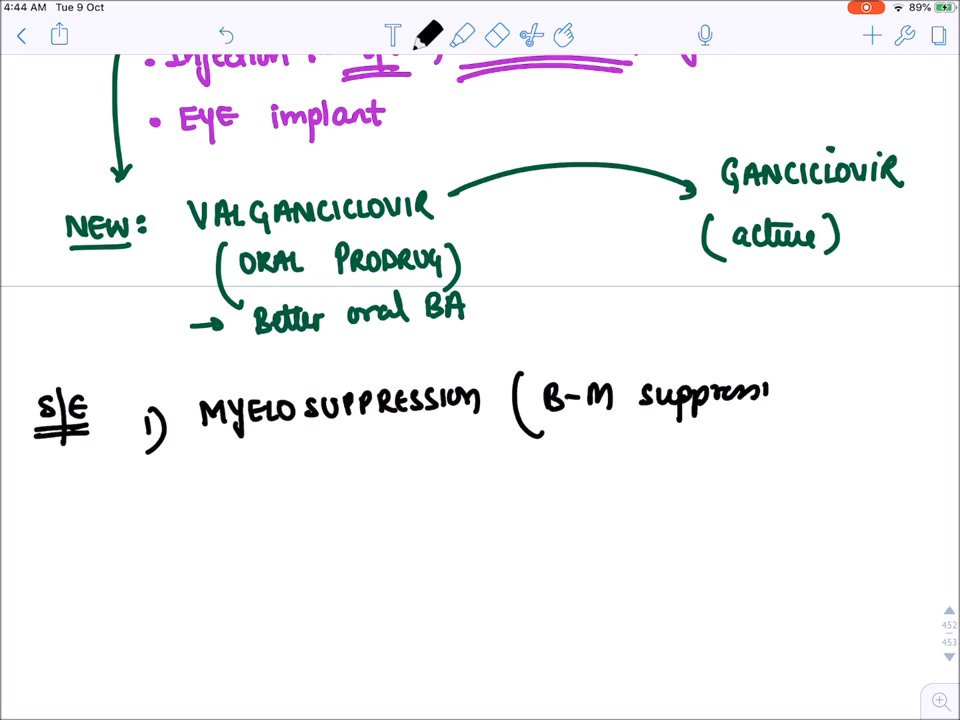 4:44 AM Tue 9 Oct 89%
T
• Injection :
• EYE implant
NEW: VALGANCICLOVIR GANCICLOVIR
(ORAL PRODRUG) (active)
→ Better oral BA
S/E 1) MYELOSUPPRESSION (B-M suppressi
452
453